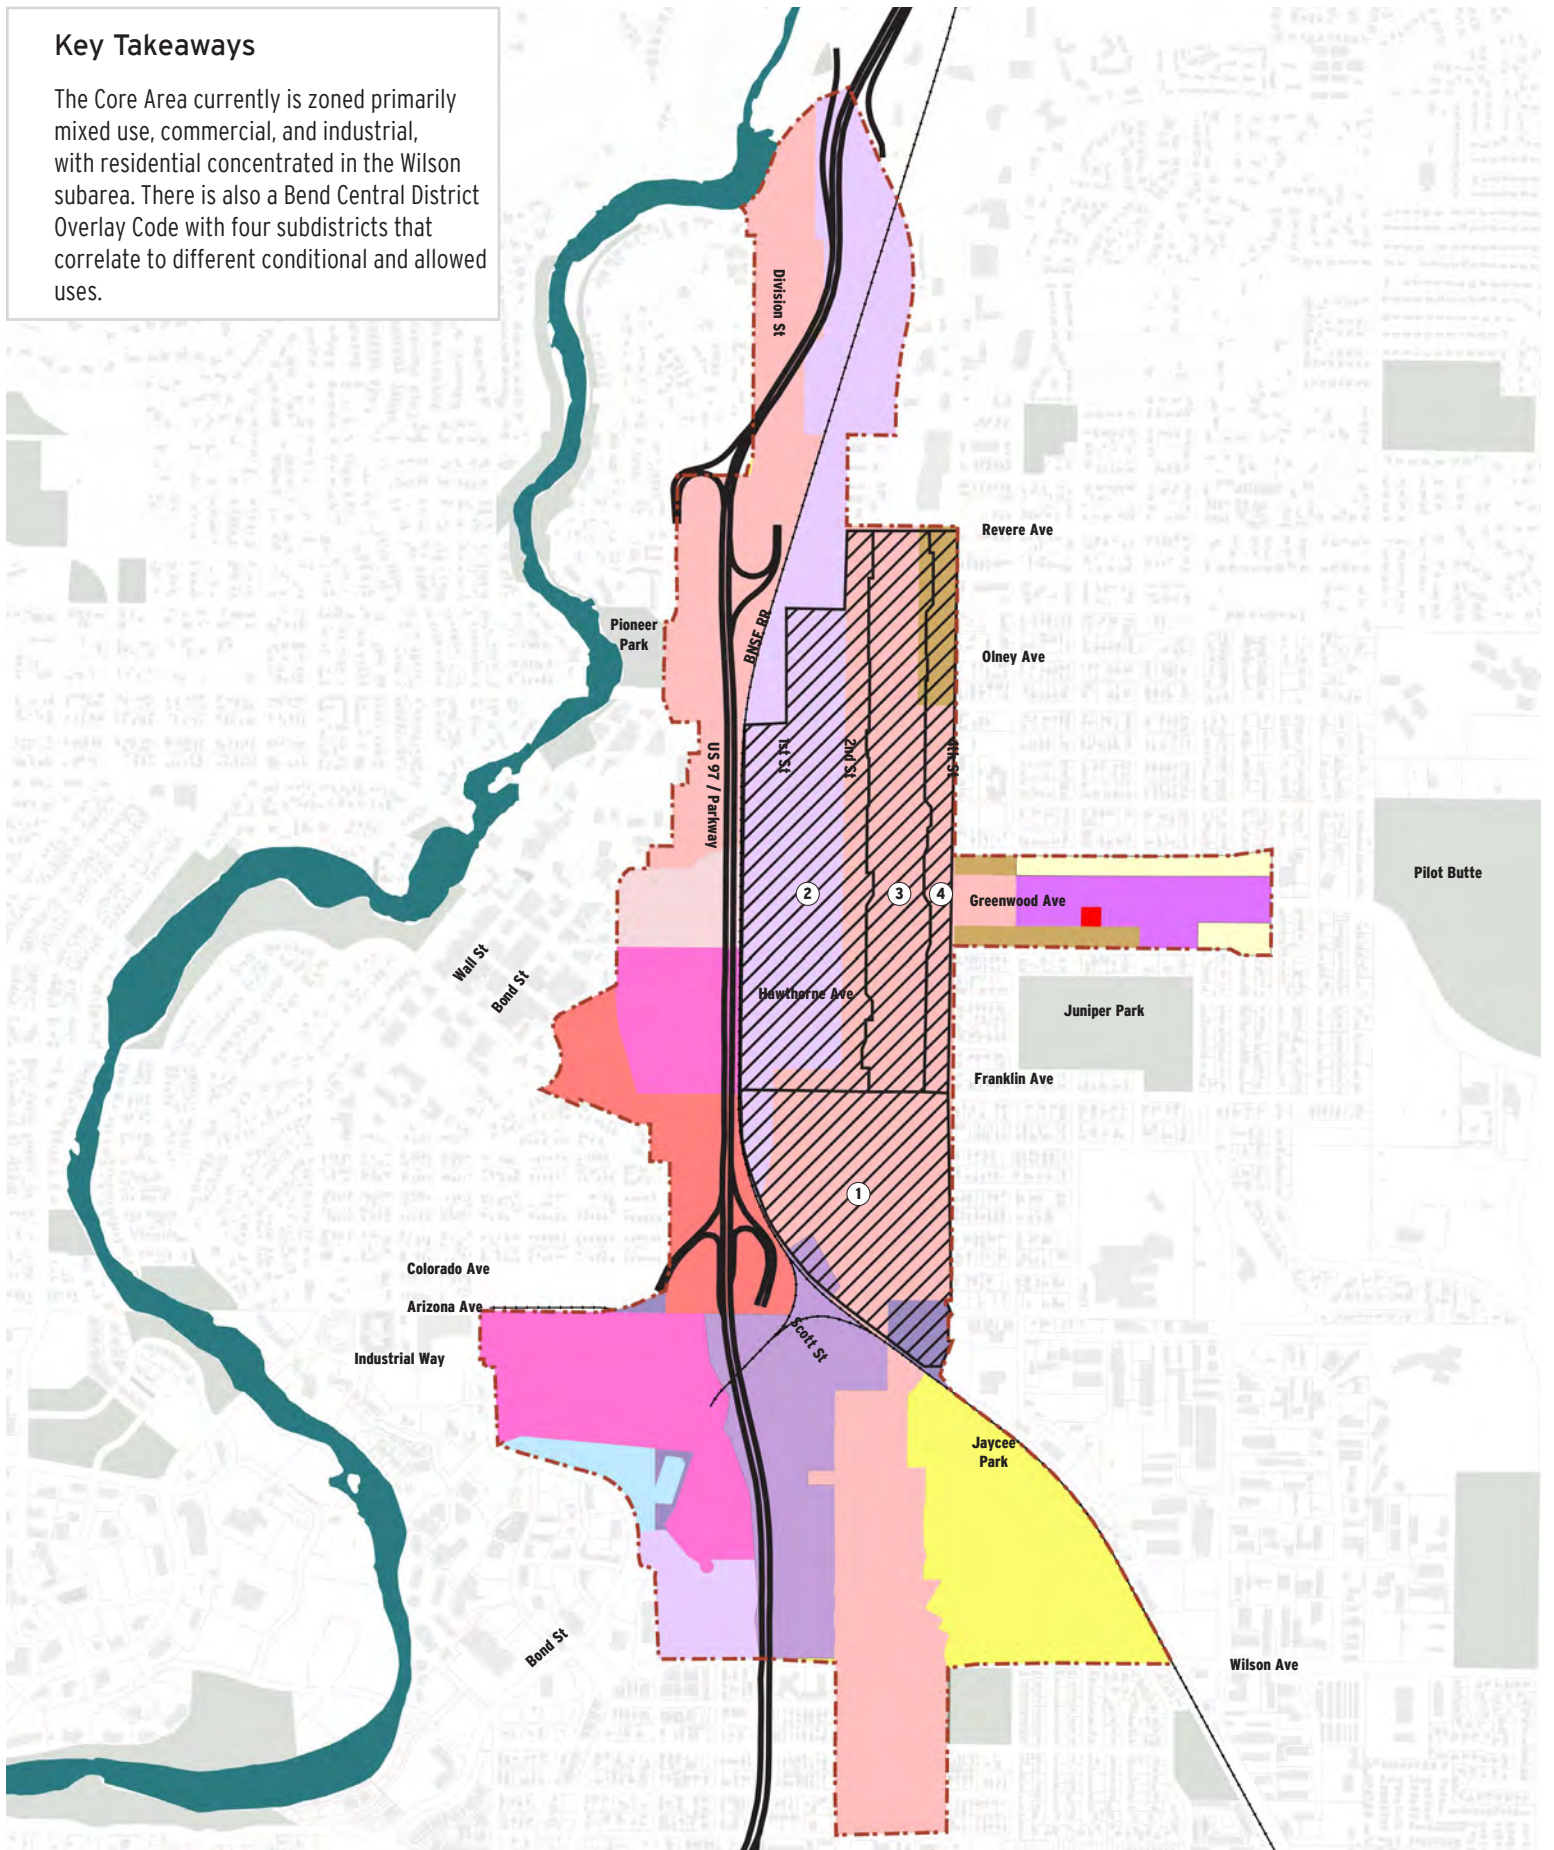 Key Takeaways
The Core Area currently is zoned primarily
mixed use, commercial, and industrial,
with residential concentrated in the Wilson
subarea. There is also a Bend Central District
Overlay Code with four subdistricts that
correlate to different conditional and allowed
uses.
Division St
Revere Ave
Pioneer
Park
BNSF RR
Olney Ave
US 97 / Parkway
1st St
2nd St
4th St
Pilot Butte
2
3
4
Greenwood Ave
Wall St
Bond St
Hawthorne Ave
Juniper Park
Franklin Ave
1
Colorado Ave
Arizona Ave
Scott St
Industrial Way
Jaycee
Park
Bond St
Wilson Ave